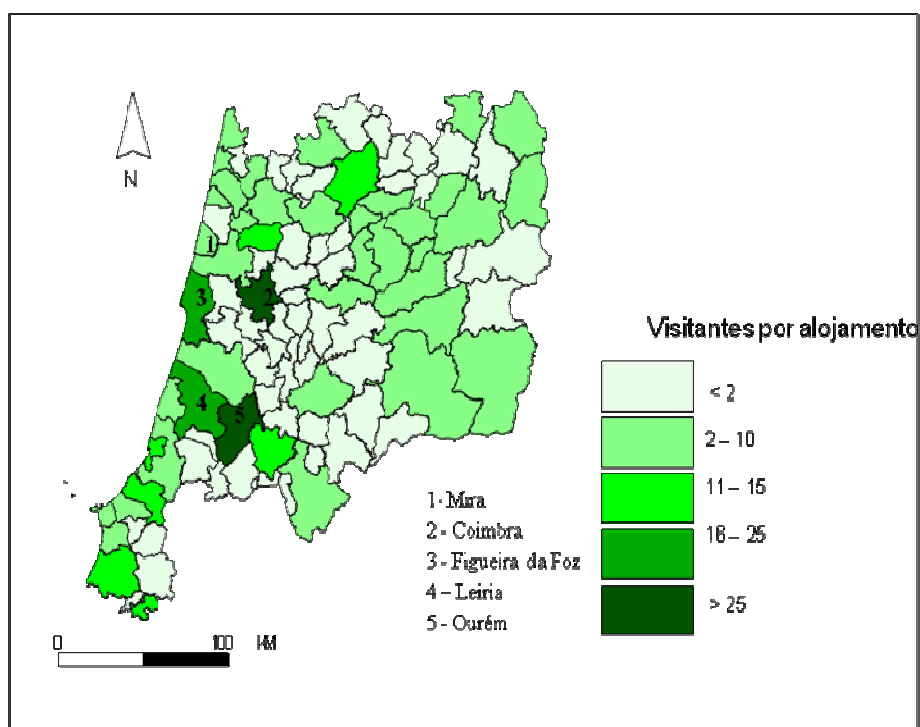 N
1
2
3
4
5
Visitantes por alojamento
< 2
2 – 10
11 – 15
16 – 25
> 25
1 - Mira
2 - Coimbra
3 - Figueira da Foz
4 – Leiria
5 - Ourém
0 100 KM